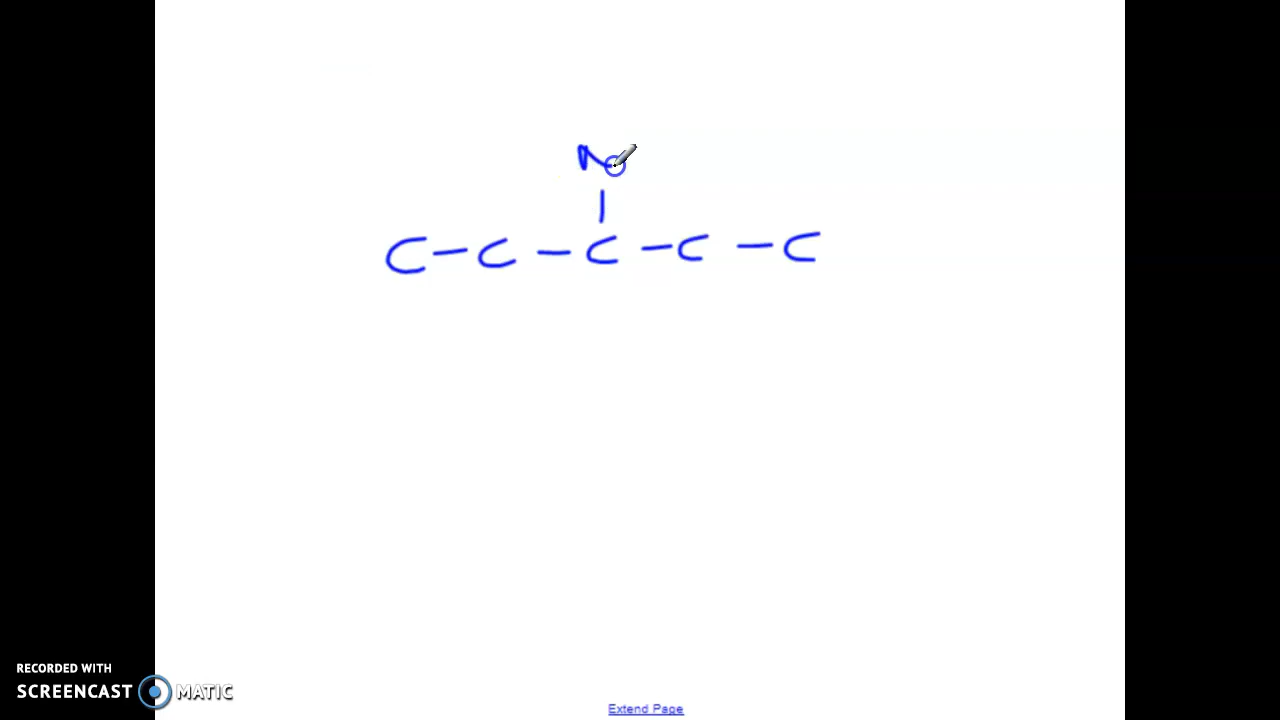 C - C - C - C - C
RECORDED WITH
SCREENCAST MATIC
Extend Page